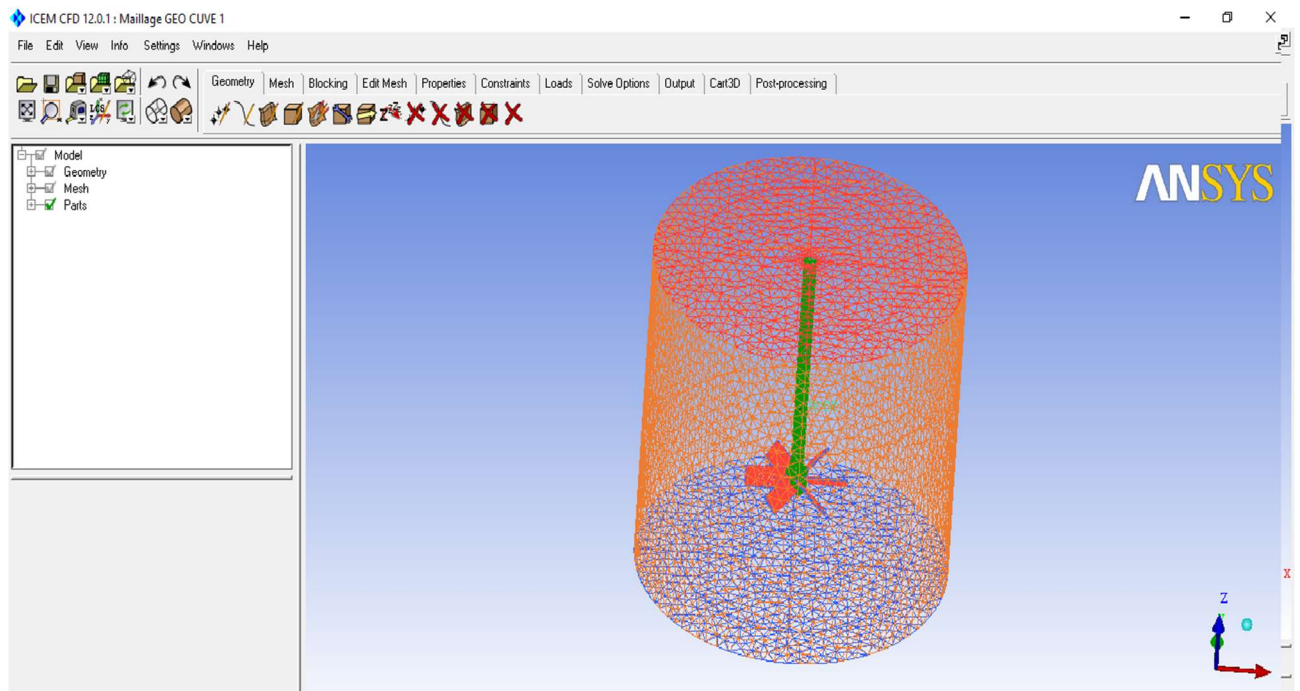 ICEM CFD 12.0.1 : Maillage GEO CUVE 1
File Edit View Info Settings Windows Help
Geometry Mesh Blocking Edit Mesh Properties Constraints Loads Solve Options Output Cart3D Post-processing
Model
Geometry
Mesh
Parts
ANSYS
X
Z